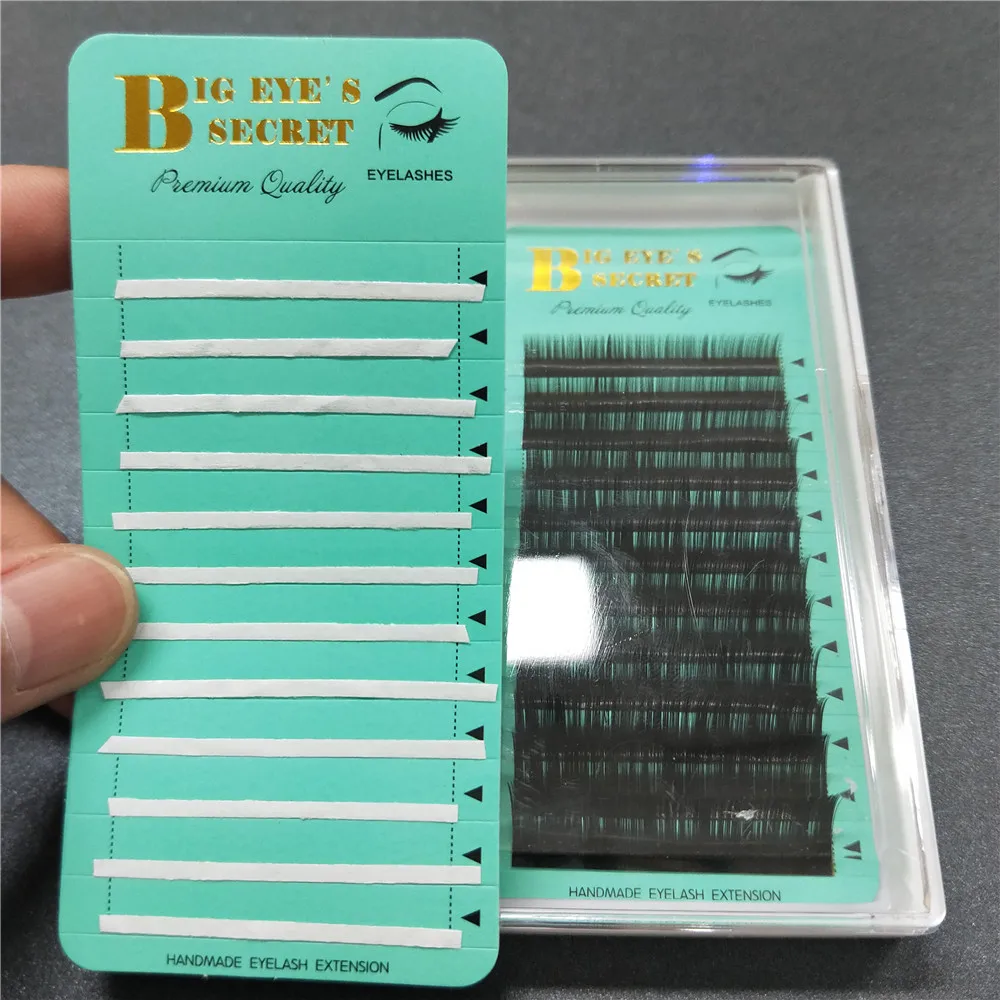 BIG EYE'S
SECRET
Premium Quality
EYELASHES
HANDMADE EYELASH EXTENSION
BIG EYE'S
SECRET
Premium Quality
EYELASHES
HANDMADE EYELASH EXTENSION